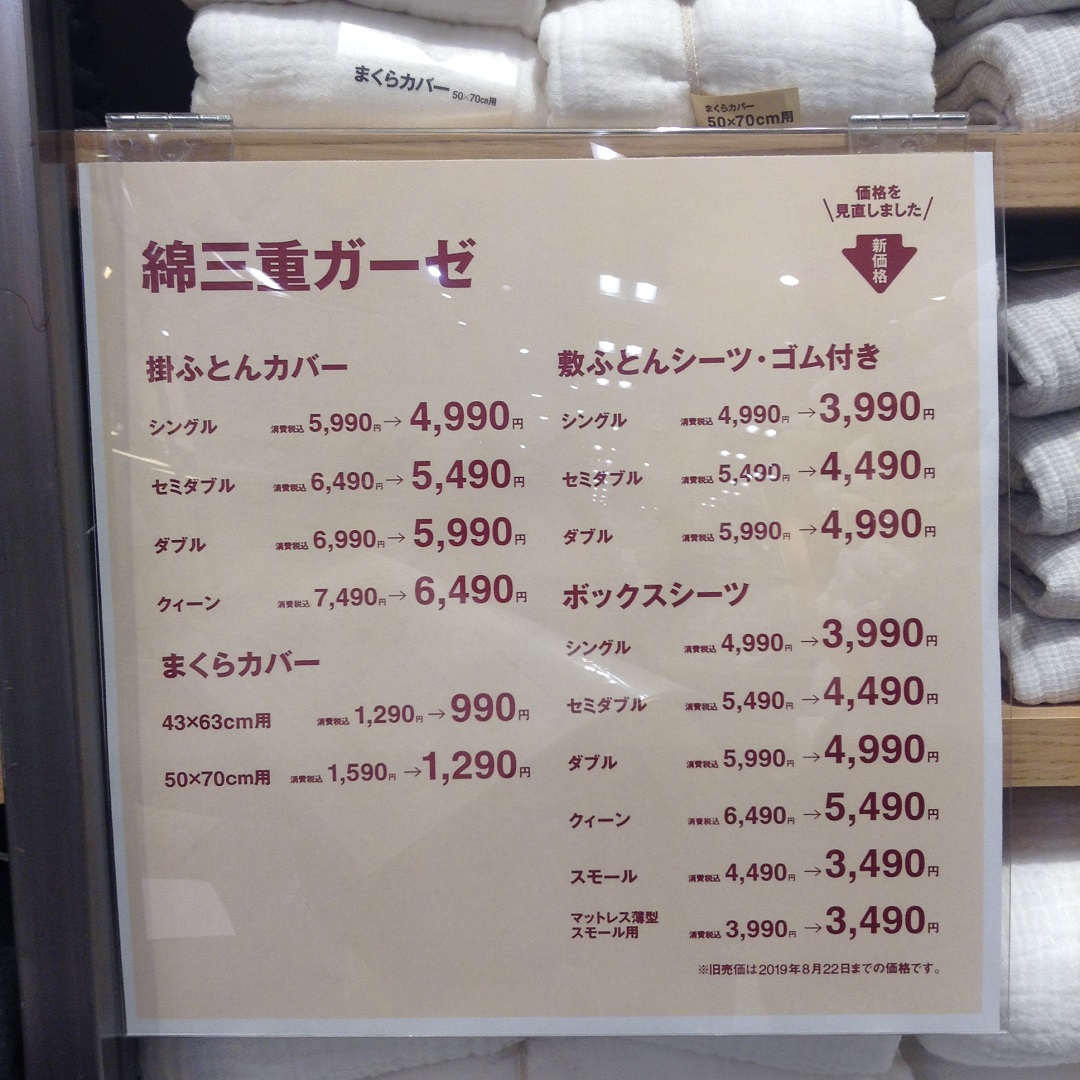 まくらカバー 50×70cm用
まくらカバー
50×70cm用
価格を
見直しました
新価格
綿三重ガーゼ
掛ふとんカバー
シングル 消費税込 5,990円→4,990円
セミダブル 消費税込 6,490円→5,490円
ダブル 消費税込 6,990円→5,990円
クィーン 消費税込 7,490円→6,490円
まくらカバー
43×63cm用 消費税込 1,290円→990円
50×70cm用 消費税込 1,590円→1,290円
敷ふとんシーツ・ゴム付き
シングル 消費税込 4,990円→3,990円
セミダブル 消費税込 5,490円→4,490円
ダブル 消費税込 5,990円→4,990円
ボックスシーツ
シングル 消費税込 4,990円→3,990円
セミダブル 消費税込 5,490円→4,490円
ダブル 消費税込 5,990円→4,990円
クィーン 消費税込 6,490円→5,490円
スモール 消費税込 4,490円→3,490円
マットレス薄型
スモール用 消費税込 3,990円→3,490円
※旧売価は2019年8月22日までの価格です。